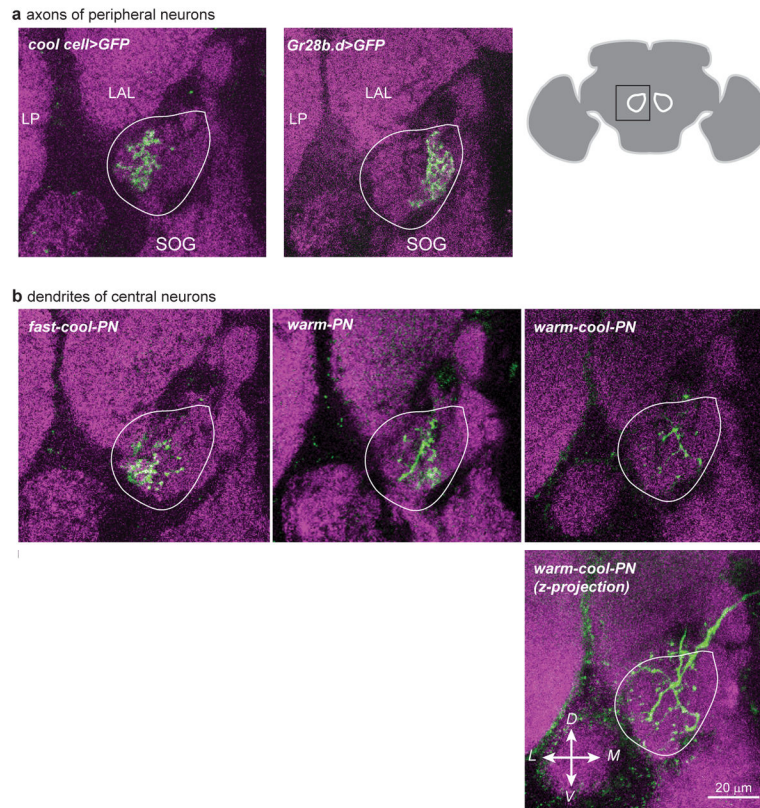 a axons of peripheral neurons
cool cell>GFP
LAL
LP
SOG
Gr28b.d>GFP
LAL
LP
SOG
b dendrites of central neurons
fast-cool-PN
warm-PN
warm-cool-PN
warm-cool-PN
(z-projection)
D
L M
V
20 μm